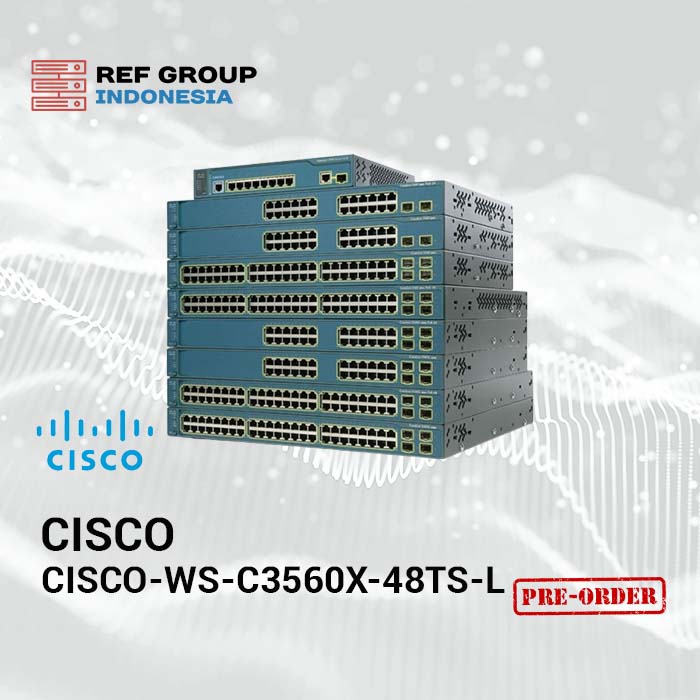 REF GROUP
INDONESIA
CISCO
CISCO
CISCO-WS-C3560X-48TS-L
PRE-ORDER